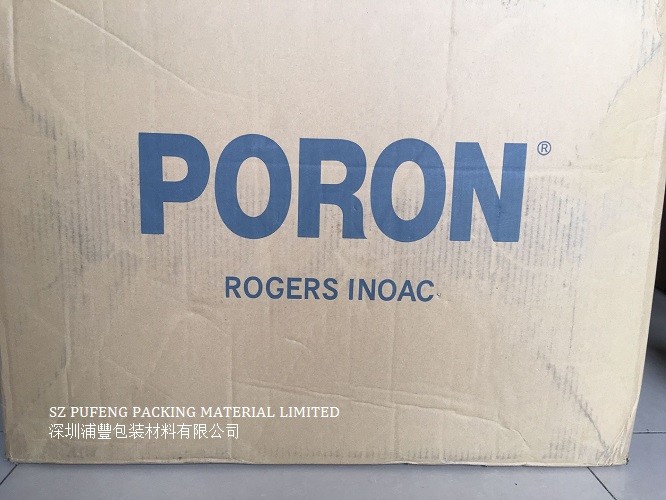 PORON®
ROGERS INOAC
SZ PUFENG PACKING MATERIAL LIMITED
深圳浦豐包装材料有限公司